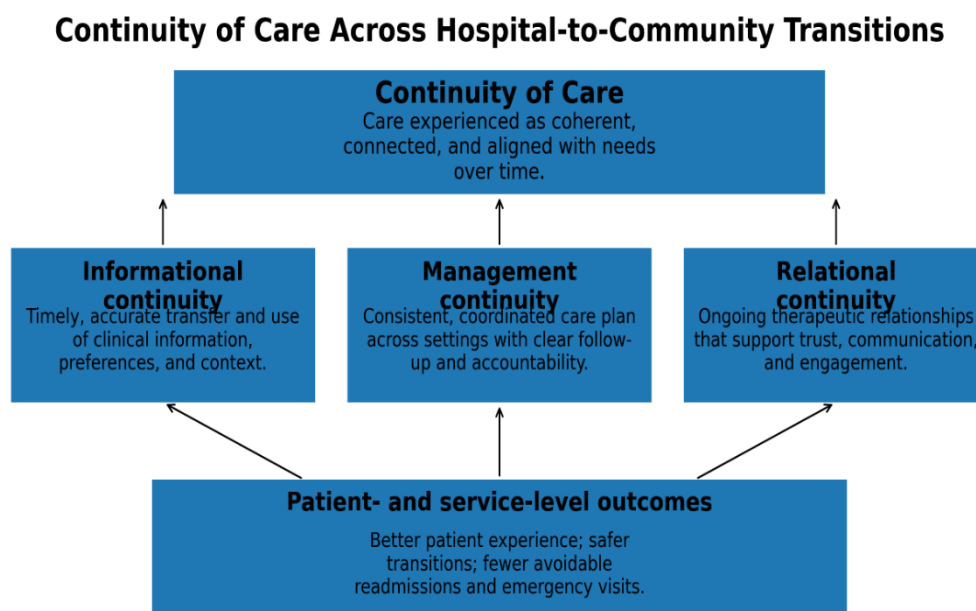 Continuity of Care Across Hospital-to-Community Transitions
Continuity of Care
Care experienced as coherent,
connected, and aligned with needs
over time.
Informational
continuity
Timely, accurate transfer and use
of clinical information,
preferences, and context.
Management
continuity
Consistent, coordinated care plan
across settings with clear follow-
up and accountability.
Relational
continuity
Ongoing therapeutic relationships
that support trust, communication,
and engagement.
Patient- and service-level outcomes
Better patient experience; safer
transitions; fewer avoidable
readmissions and emergency visits.